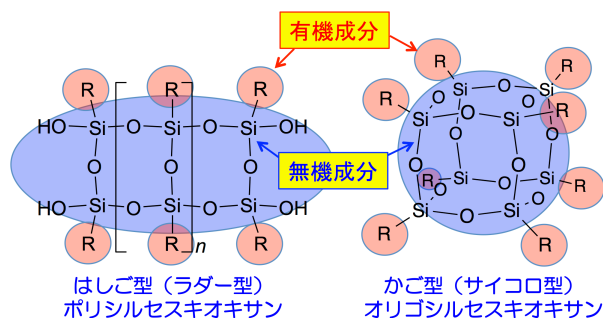 有機成分
R R R
HO Si O Si O Si OH
O O O
無機成分
HO Si O Si O Si OH
R R R n
はしご型（ラダー型）
ポリシルセスキオキサン
R R
Si O Si
O O
R Si O Si R
O O O O
R Si O Si R
O O
Si O Si
R R
かご型（サイコロ型）
オリゴシルセスキオキサン